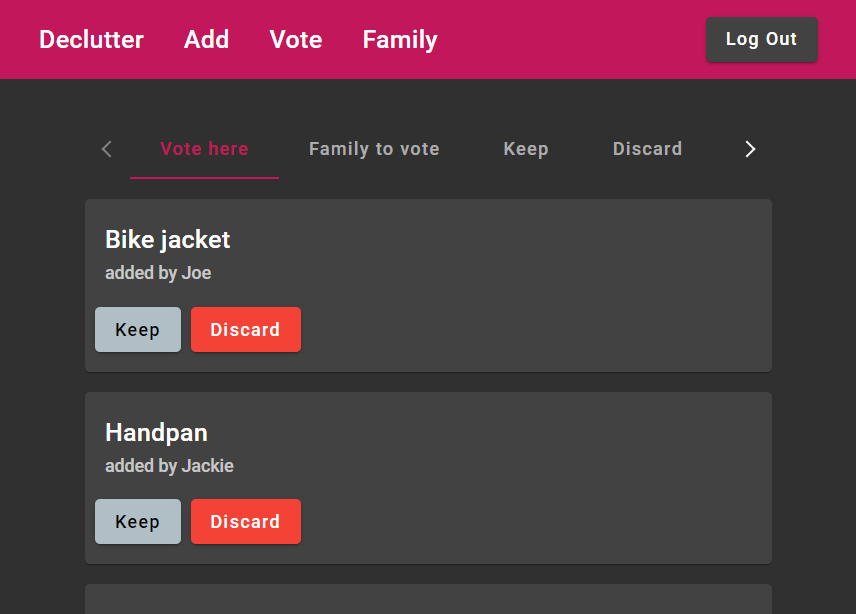 Declutter Add Vote Family Log Out
Vote here Family to vote Keep Discard
Bike jacket
added by Joe
Keep Discard
Handpan
added by Jackie
Keep Discard